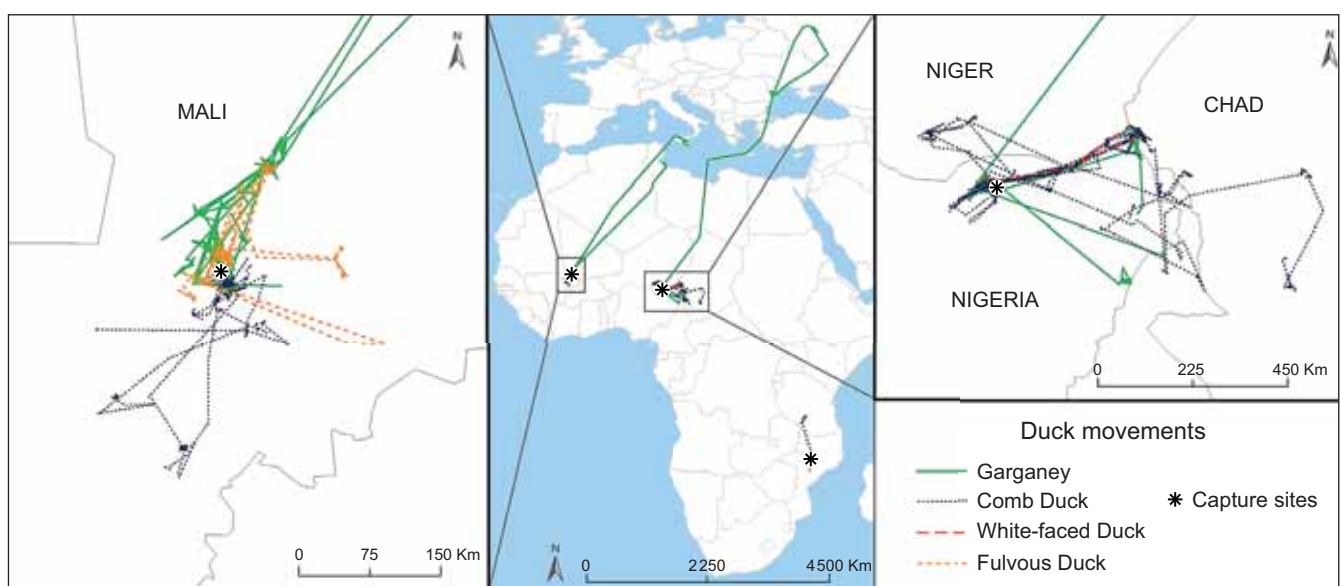 N
MALI
0 75 150 Km
N
0 2250 4500 Km
N
NIGER
CHAD
NIGERIA
0 225 450 Km
Duck movements
Garganey
Comb Duck
Capture sites
White-faced Duck
Fulvous Duck